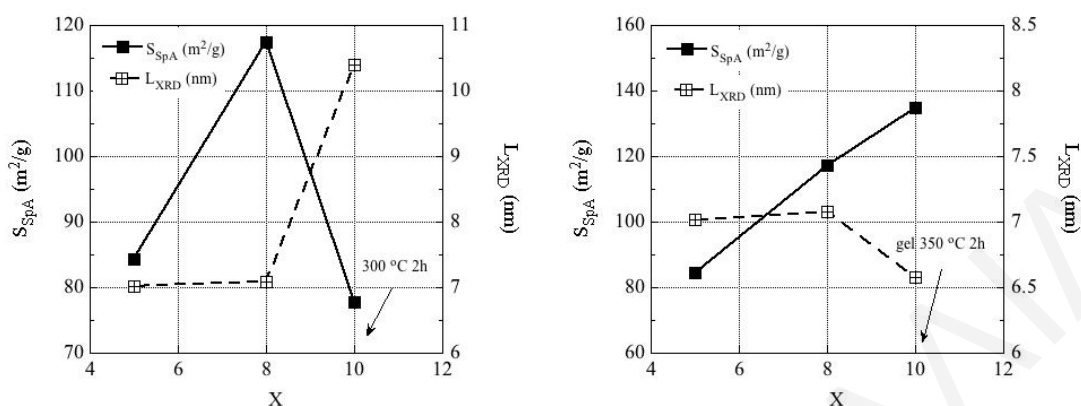 120
110
100
90
80
70
S_SpA (m²/g)
11
10
9
8
7
6
L_XRD (nm)
S_SpA (m²/g)
L_XRD (nm)
300 °C 2h
4 6 8 10 12
X
160
140
120
100
80
60
S_SpA (m²/g)
8.5
8
7.5
7
6.5
6
L_XRD (nm)
S_SpA (m²/g)
L_XRD (nm)
gel 350 °C 2h
4 6 8 10 12
X